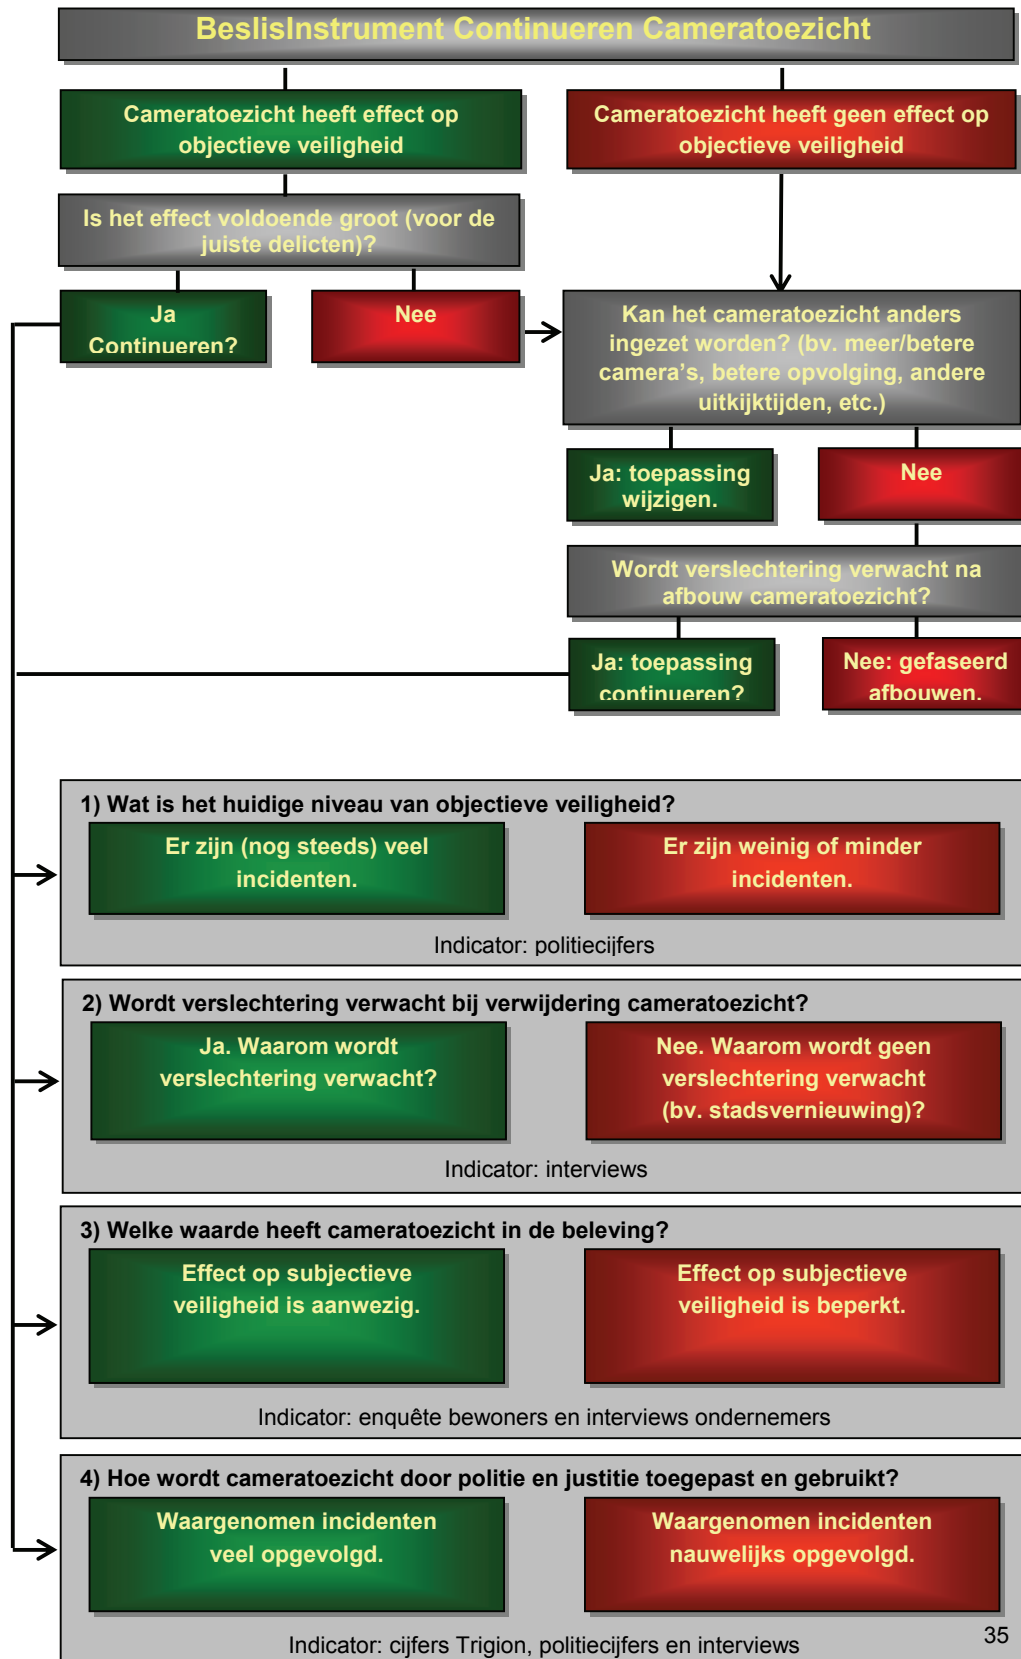 BeslisInstrument Continueren Cameratoezicht
Cameratoezicht heeft effect op
objectieve veiligheid
Cameratoezicht heeft geen effect op
objectieve veiligheid
Is het effect voldoende groot (voor de
juiste delicten)?
Ja
Continueren?
Nee
Kan het cameratoezicht anders
ingezet worden? (bv. meer/betere
camera's, betere opvolging, andere
uitkijktijden, etc.)
Ja: toepassing
wijzigen.
Nee
Wordt verslechtering verwacht na
afbouw cameratoezicht?
Ja: toepassing
continueren?
Nee: gefaseerd
afbouwen.
1) Wat is het huidige niveau van objectieve veiligheid?
Er zijn (nog steeds) veel
incidenten.
Er zijn weinig of minder
incidenten.
Indicator: politiecijfers
2) Wordt verslechtering verwacht bij verwijdering cameratoezicht?
Ja. Waarom wordt
verslechtering verwacht?
Nee. Waarom wordt geen
verslechtering verwacht
(bv. stadsvernieuwing)?
Indicator: interviews
3) Welke waarde heeft cameratoezicht in de beleving?
Effect op subjectieve
veiligheid is aanwezig.
Effect op subjectieve
veiligheid is beperkt.
Indicator: enquête bewoners en interviews ondernemers
4) Hoe wordt cameratoezicht door politie en justitie toegepast en gebruikt?
Waargenomen incidenten
veel opgevolgd.
Waargenomen incidenten
nauwelijks opgevolgd.
Indicator: cijfers Trigion, politiecijfers en interviews
35